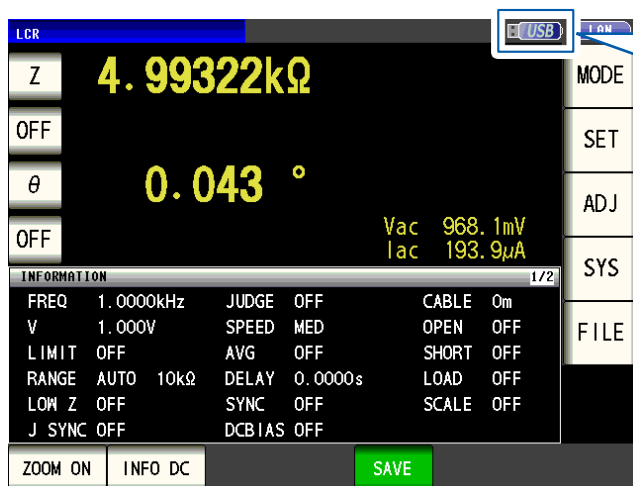 LCR USB LAN
Z 4.99322kΩ MODE
OFF SET
θ 0.043 °
ADJ
OFF Vac 968.1mV
Iac 193.9μA
SYS
INFORMATION 1/2
FREQ 1.0000kHz JUDGE OFF CABLE 0m
V 1.000V SPEED MED OPEN OFF FILE
LIMIT OFF AVG OFF SHORT OFF
RANGE AUTO 10kΩ DELAY 0.0000s LOAD OFF
LOW Z OFF SYNC OFF SCALE OFF
J SYNC OFF DCBIAS OFF
ZOOM ON INFO DC SAVE